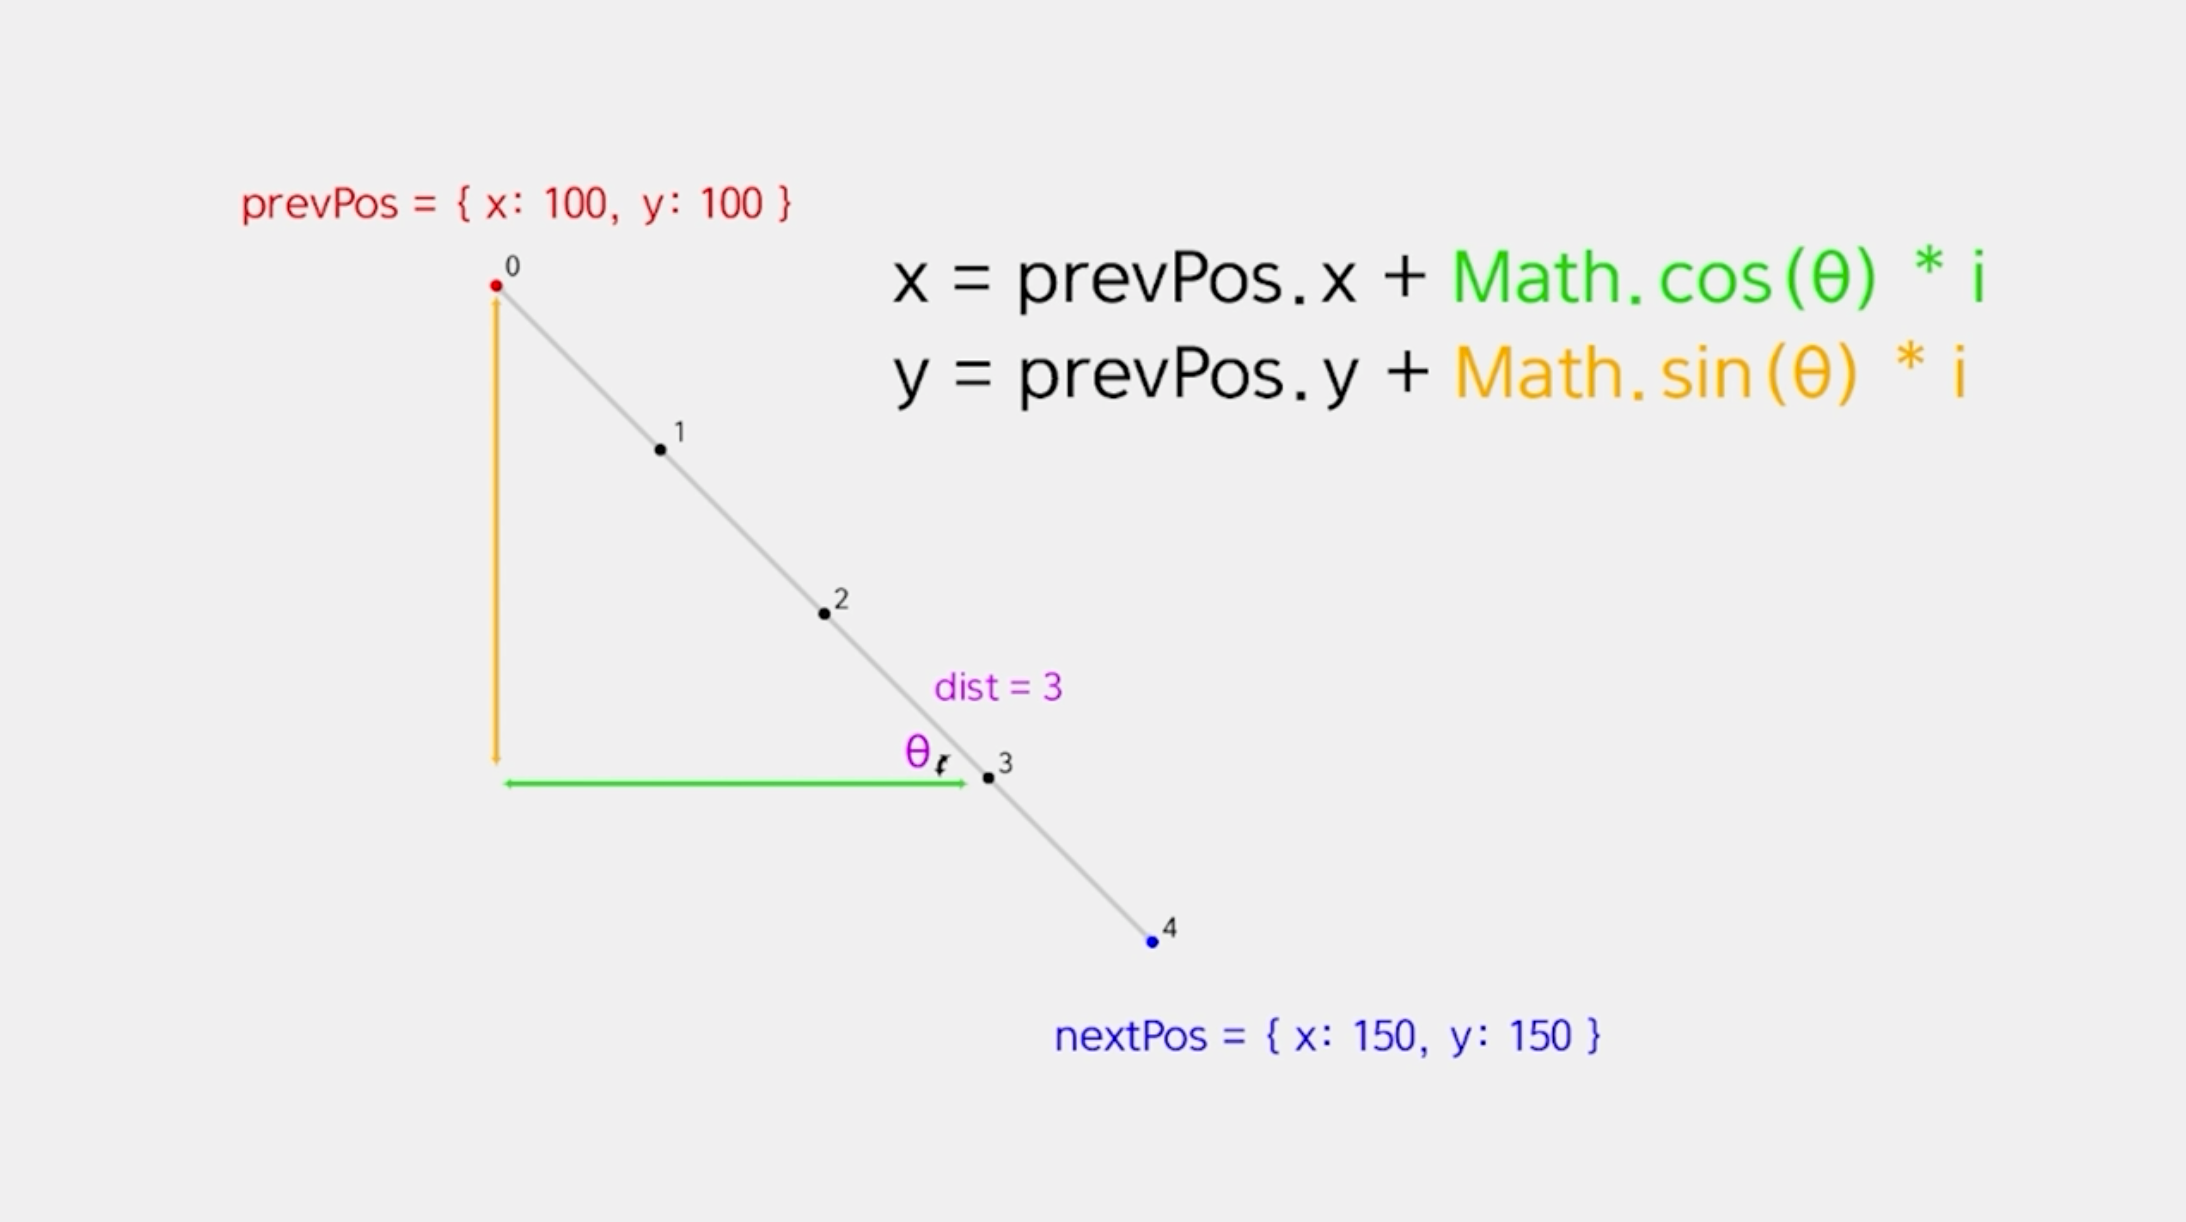 prevPos = { x: 100, y: 100 }
0
x = prevPos.x + Math.cos(θ) * i
y = prevPos.y + Math.sin(θ) * i
1
2
dist = 3
θ
3
4
nextPos = { x: 150, y: 150 }